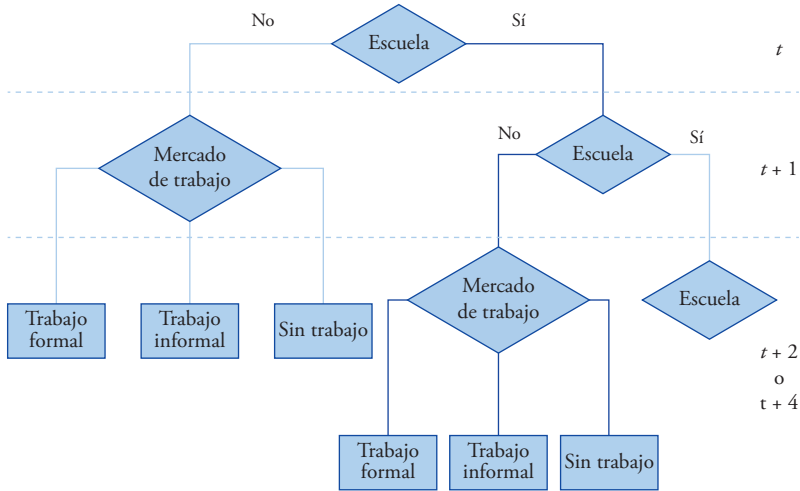 No
Escuela
Sí
t
Mercado
de trabajo
No
Escuela
Sí
t + 1
Trabajo
formal
Trabajo
informal
Sin trabajo
Mercado
de trabajo
Escuela
t + 2
o
t + 4
Trabajo
formal
Trabajo
informal
Sin trabajo